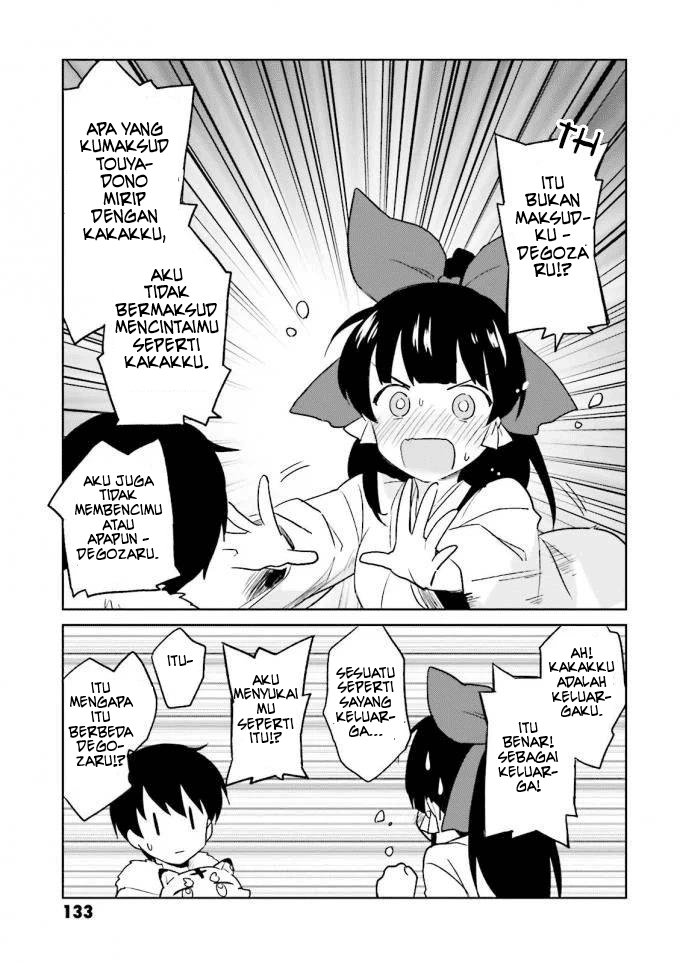 TH
ITU
BUKAN
MAKSUD-
KU -
DEGOZA
RU!?
APA YANG
KUMAKSUD
TOUYA-
DONO
MIRIP
DENGAN
KAKAKKU,
AKU
TIDAK
BERMAKSUD
MENCINTAIMU
SEPERTI
KAKAKKU.
AKU JUGA
TIDAK
MEMBENCIMU
ATAU
APAPUN -
DEGOZARU.
AH!
KAKAKKU
ADALAH
KELUAR-
GAKU.
ITU
BENAR!
SEBAGAI
KELUAR-
GA!
SESUATU
SEPERTI
SAYANG
KELUAR-
GA...
AKU
MENYUKAI
MU
SEPERTI
ITU!?
ITU-
ITU
MENGAPA
ITU
BERBEDA
DEGO-
ZARU!?
133